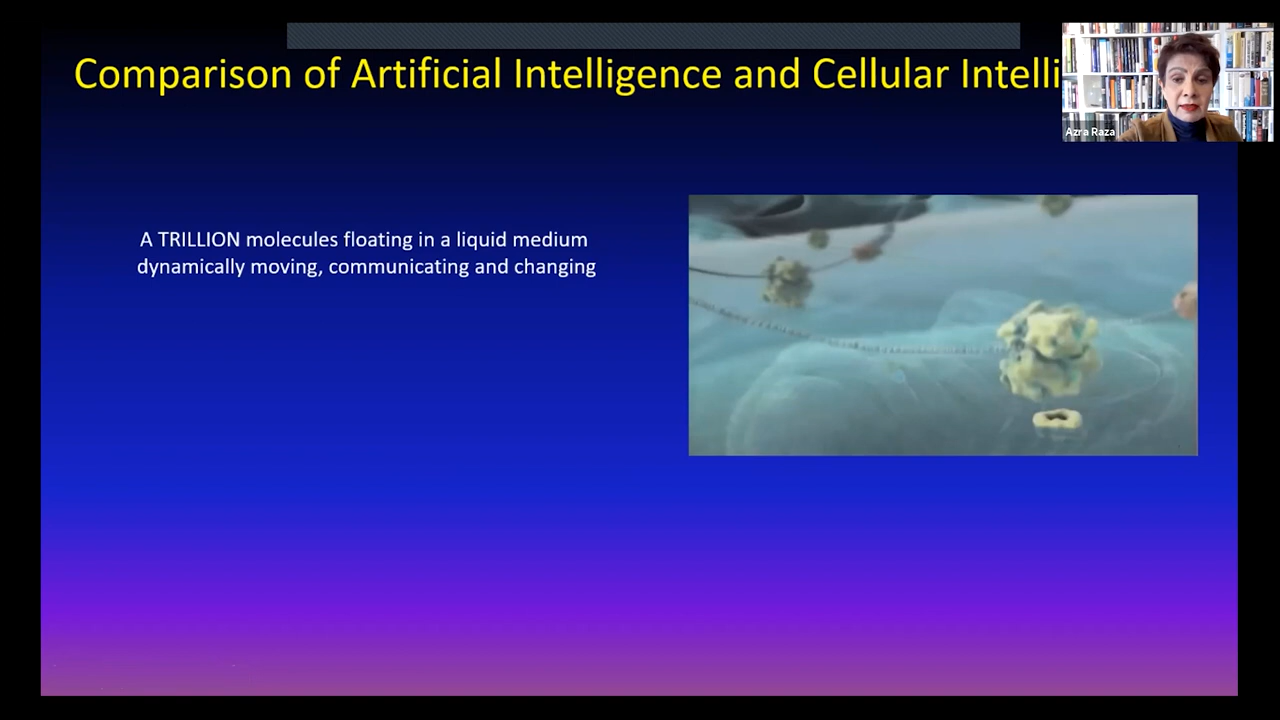 Comparison of Artificial Intelligence and Cellular Intelli
Azra Raza
A TRILLION molecules floating in a liquid medium
dynamically moving, communicating and changing